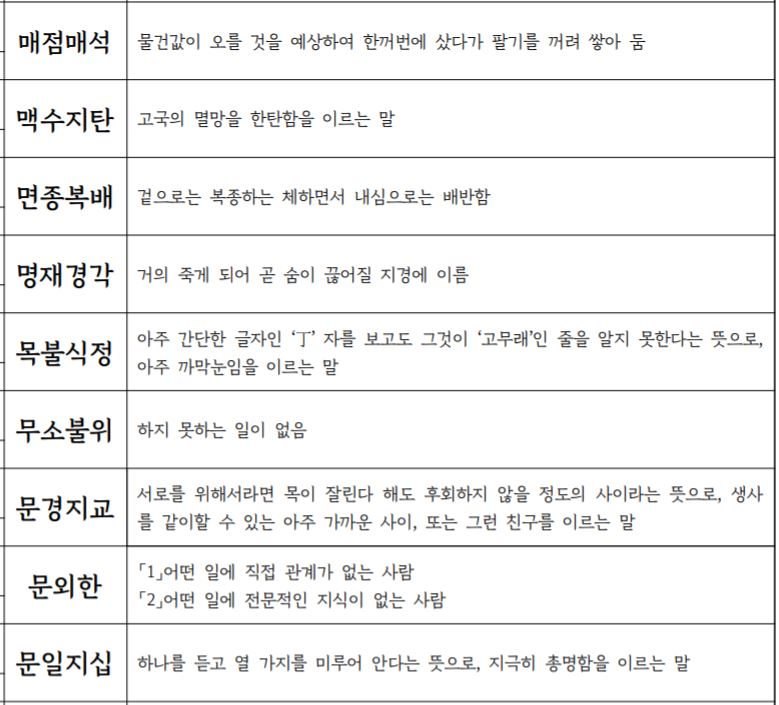 매점매석 물건값이 오를 것을 예상하여 한꺼번에 샀다가 팔기를 꺼려 쌓아 둠
맥수지탄 고국의 멸망을 한탄함을 이르는 말
면종복배 겉으로는 복종하는 체하면서 내심으로는 배반함
명재경각 거의 죽게 되어 곧 숨이 끊어질 지경에 이름
목불식정 아주 간단한 글자인 ‘丁’ 자를 보고도 그것이 ‘고무래’인 줄을 알지 못한다는 뜻으로,
아주 까막눈임을 이르는 말
무소불위 하지 못하는 일이 없음
문경지교 서로를 위해서라면 목이 잘린다 해도 후회하지 않을 정도의 사이라는 뜻으로, 생사
를 같이할 수 있는 아주 가까운 사이, 또는 그런 친구를 이르는 말
문외한 「1」어떤 일에 직접 관계가 없는 사람
「2」어떤 일에 전문적인 지식이 없는 사람
문일지십 하나를 듣고 열 가지를 미루어 안다는 뜻으로, 지극히 총명함을 이르는 말